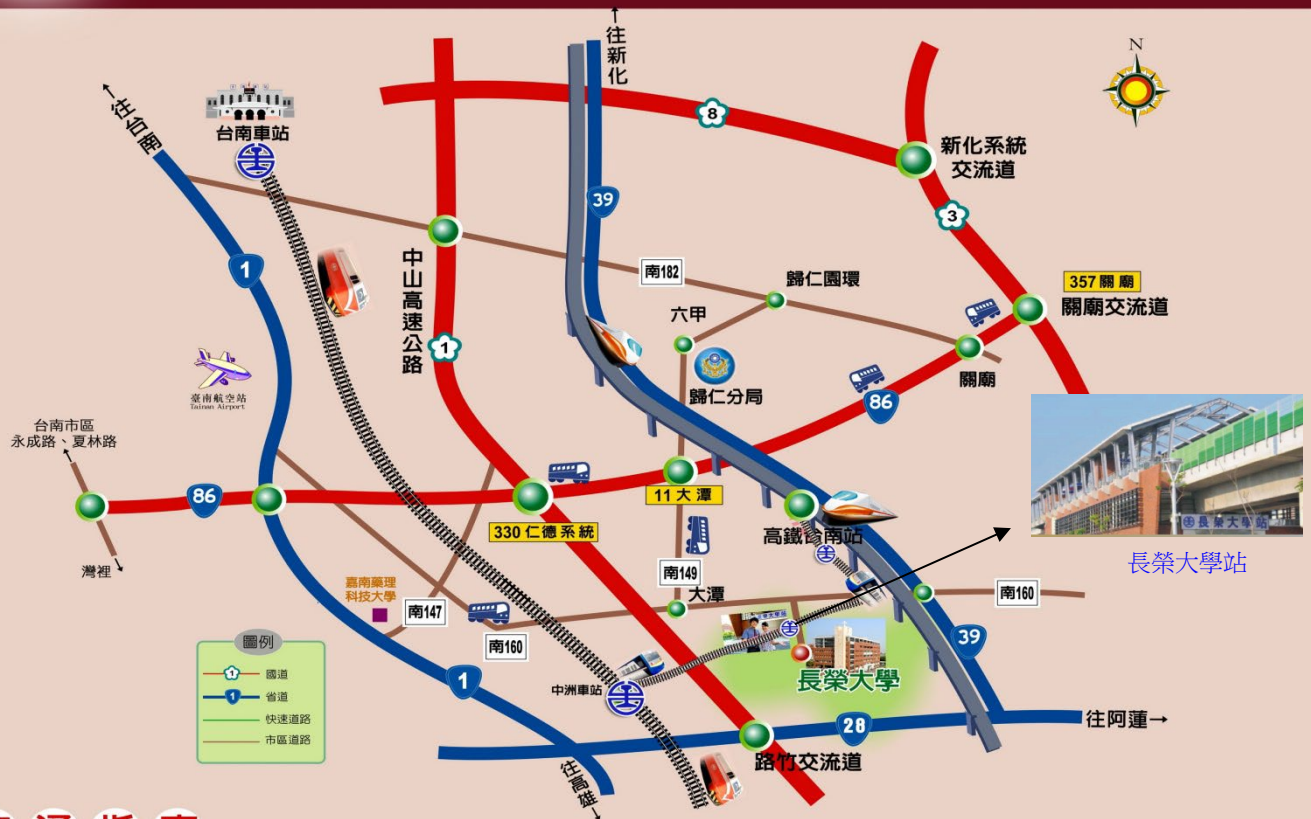 ↑往新化
N
↑往台南
台南車站
8
新化系統
交流道
39
3
中山高速公路
1
南182
歸仁園環
357 關廟
關廟交流道
六甲
1
臺南航空站
Tainan Airport
歸仁分局
關廟
86
台南市區
永成路、夏林路
86
11 大潭
330 仁德系統
高鐵台南站
長榮大學站
長榮大學站
灣裡
嘉南藥理
科技大學
南149
大潭
南160
南147
南160
39
圖例
1 國道
1 省道
快速道路
市區道路
1
中洲車站
長榮大學
28
往阿蓮→
路竹交流道
往高雄→